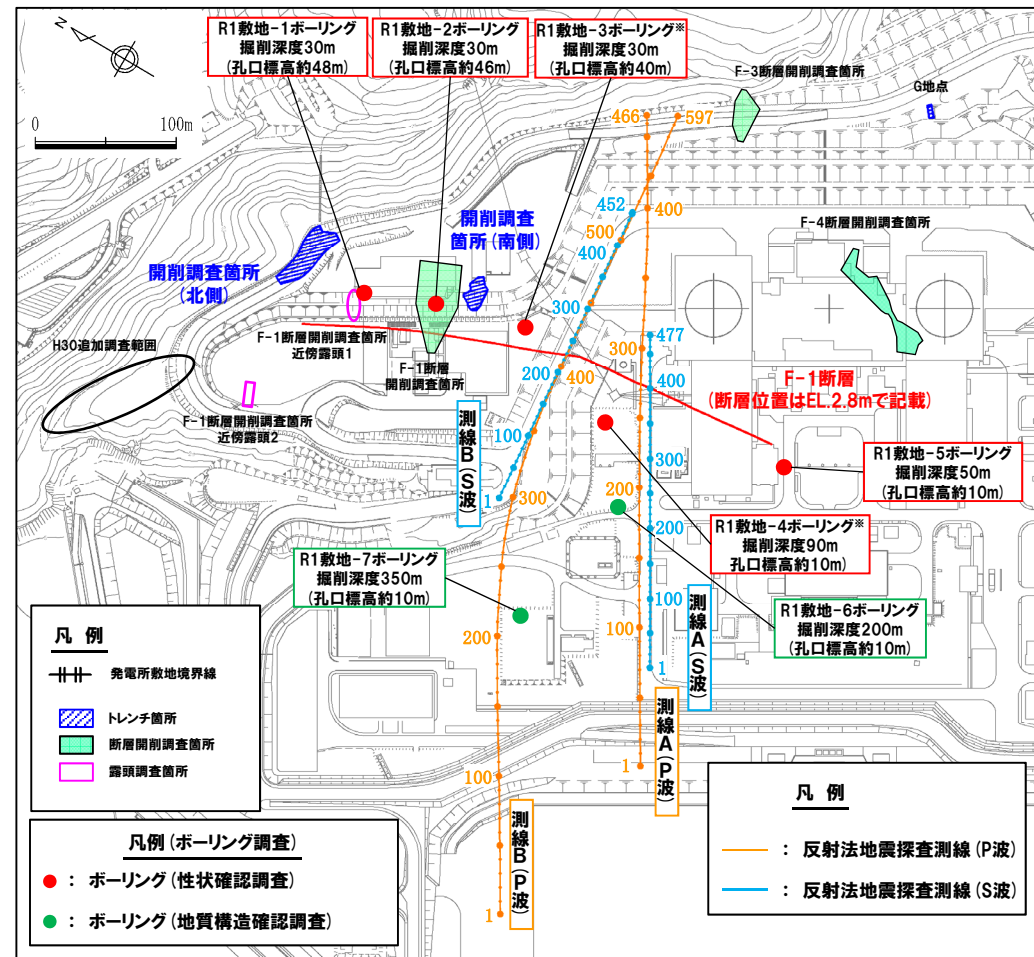 R1敷地-1ボーリング
掘削深度30m
(孔口標高約48m)
R1敷地-2ボーリング
掘削深度30m
(孔口標高約46m)
R1敷地-3ボーリング※
掘削深度30m
(孔口標高約40m)
N
0 100m
F-3断層開削調査箇所
G地点
466
597
400
452
500
400
300
開削調査
箇所(南側)
開削調査箇所
(北側)
F-4断層開削調査箇所
H30追加調査範囲
F-1断層開削調査箇所
近傍露頭1
F-1断層
開削調査箇所
F-1断層開削調査箇所
近傍露頭2
477
300
400
400
200
F-1断層
(断層位置はEL.2.8mで記載)
測線B(S波)
100
1
300
300
200
200
R1敷地-5ボーリング
掘削深度50m
(孔口標高約10m)
R1敷地-4ボーリング※
掘削深度90m
孔口標高約10m)
R1敷地-7ボーリング
掘削深度350m
(孔口標高約10m)
R1敷地-6ボーリング
掘削深度200m
(孔口標高約10m)
100
100
200
測線A(S波)
1
測線A(P波)
1
100
測線B(P波)
1
凡 例
発電所敷地境界線
トレンチ箇所
断層開削調査箇所
露頭調査箇所
凡例(ボーリング調査)
: ボーリング(性状確認調査)
: ボーリング(地質構造確認調査)
凡 例
: 反射法地震探査測線(P波)
: 反射法地震探査測線(S波)